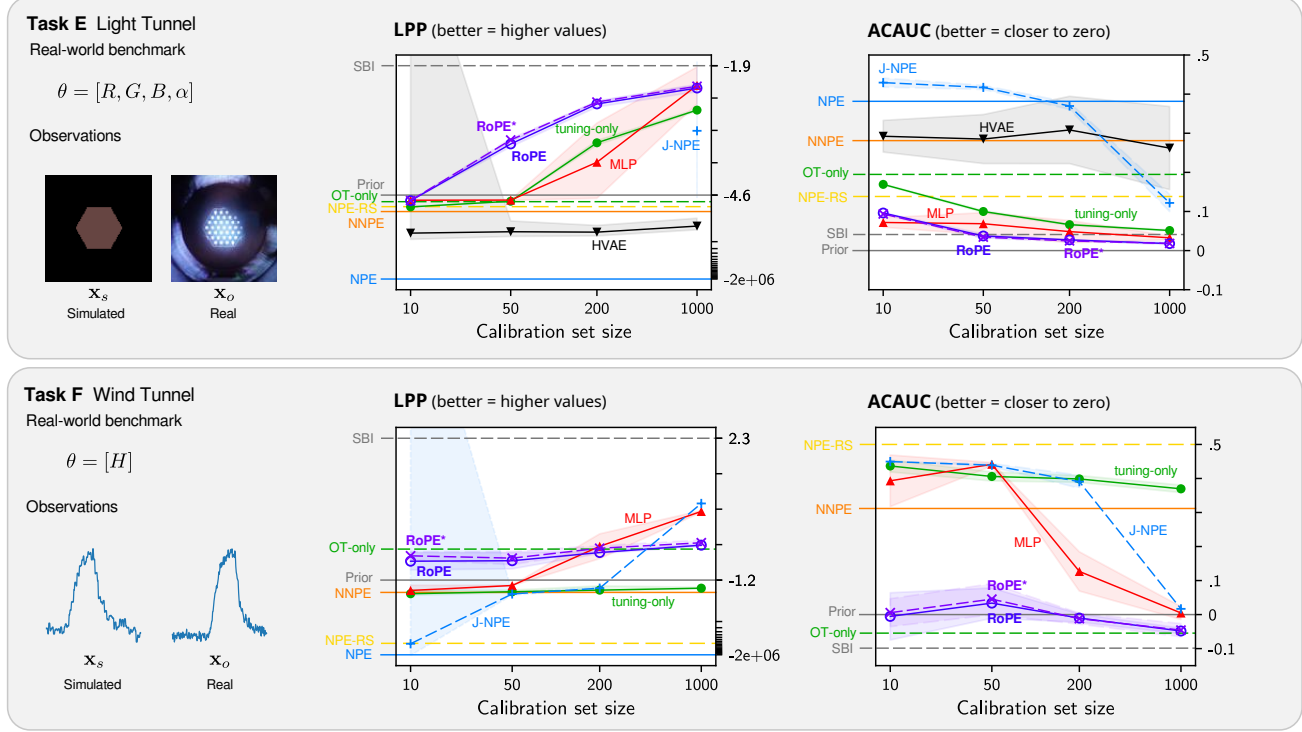 Task E Light Tunnel
Real-world benchmark
θ = [R, G, B, α]
Observations
x_s
Simulated
x_o
Real
LPP (better = higher values)
SBI
Prior
OT-only
NPE-RS
NNPE
NPE
RoPE*
RoPE
tuning-only
MLP
J-NPE
HVAE
-1.9
-4.6
-2e+06
10 50 200 1000
Calibration set size
ACAUC (better = closer to zero)
J-NPE
NPE
HVAE
NNPE
OT-only
NPE-RS
MLP
tuning-only
SBI
RoPE
RoPE*
Prior
.5
.1
0
-0.1
10 50 200 1000
Calibration set size
Task F Wind Tunnel
Real-world benchmark
θ = [H]
Observations
x_s
Simulated
x_o
Real
LPP (better = higher values)
SBI
OT-only
Prior
NNPE
NPE-RS
NPE
RoPE*
RoPE
MLP
tuning-only
J-NPE
2.3
-1.2
-2e+06
10 50 200 1000
Calibration set size
ACAUC (better = closer to zero)
NPE-RS
tuning-only
NNPE
J-NPE
MLP
RoPE*
RoPE
Prior
OT-only
SBI
.5
.1
0
-0.1
10 50 200 1000
Calibration set size